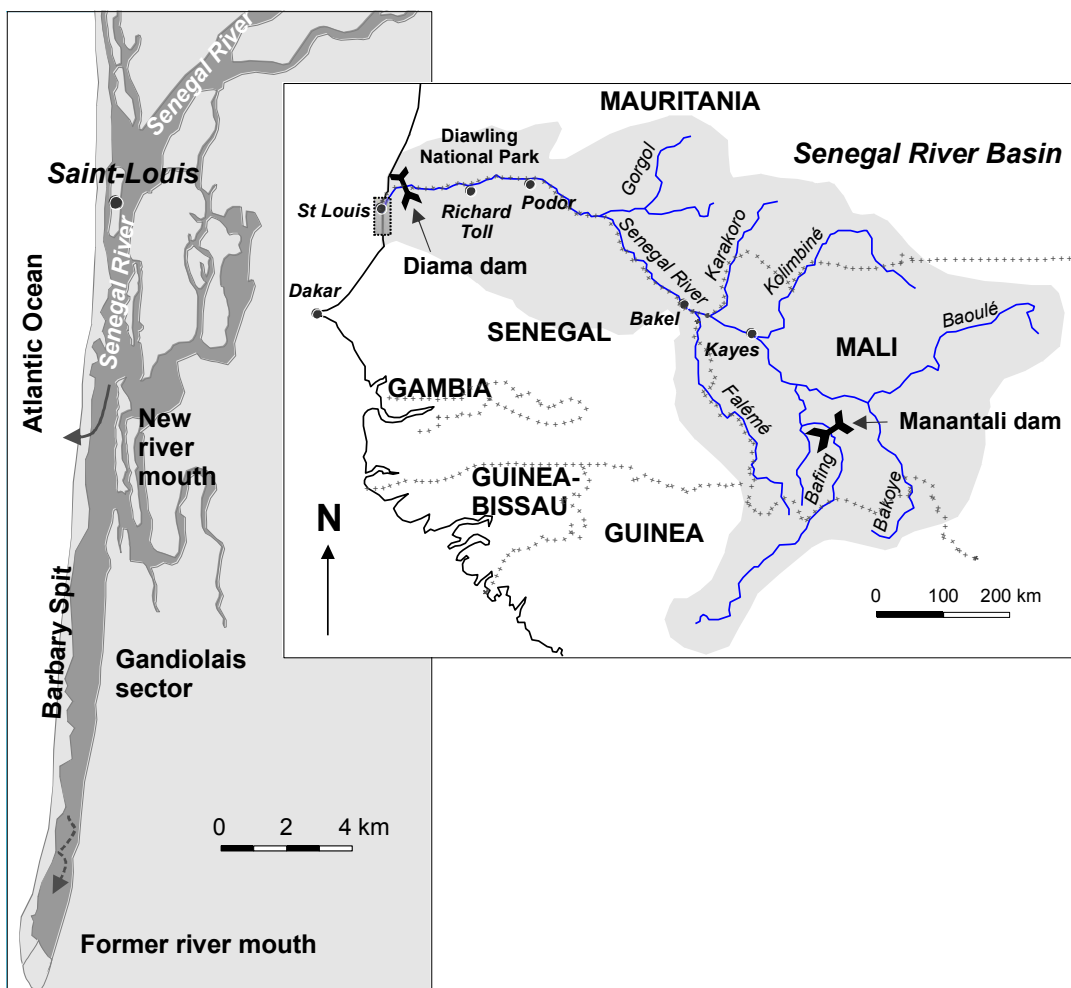 Senegal River
Senegal River
Saint-Louis
Senegal River
Atlantic Ocean
New
river
mouth
Barbary Spit
Gandiolais
sector
0 2 4 km
Former river mouth
MAURITANIA
Senegal River Basin
Diawling
National Park
Gorgol
St Louis
Richard
Toll
Podor
Diama dam
Senegal River
Karakoro
Kolimbiné
Dakar
Bakel
SENEGAL
Kayes
MALI
Baoulé
GAMBIA
Falémé
Manantali dam
GUINEA-
BISSAU
Bafing
Bakoye
GUINEA
N
0 100 200 km